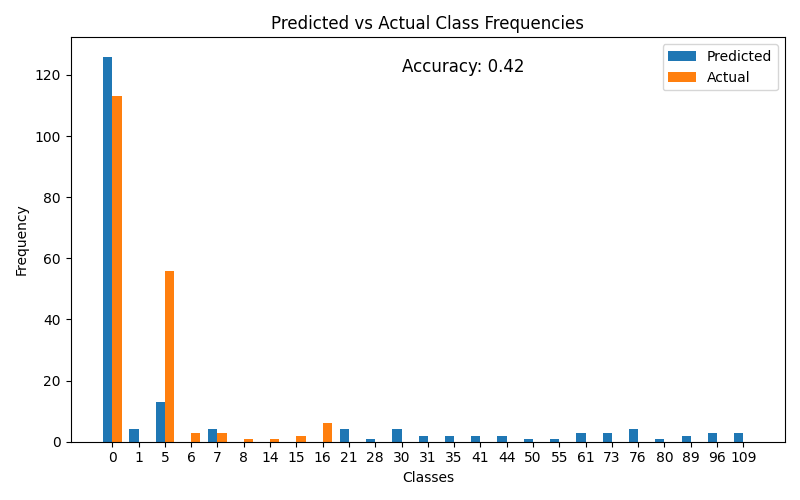 Predicted vs Actual Class Frequencies
Accuracy: 0.42
Predicted
Actual
Frequency
120
100
80
60
40
20
0
0 1 5 6 7 8 14 15 16 21 28 30 31 35 41 44 50 55 61 73 76 80 89 96 109
Classes